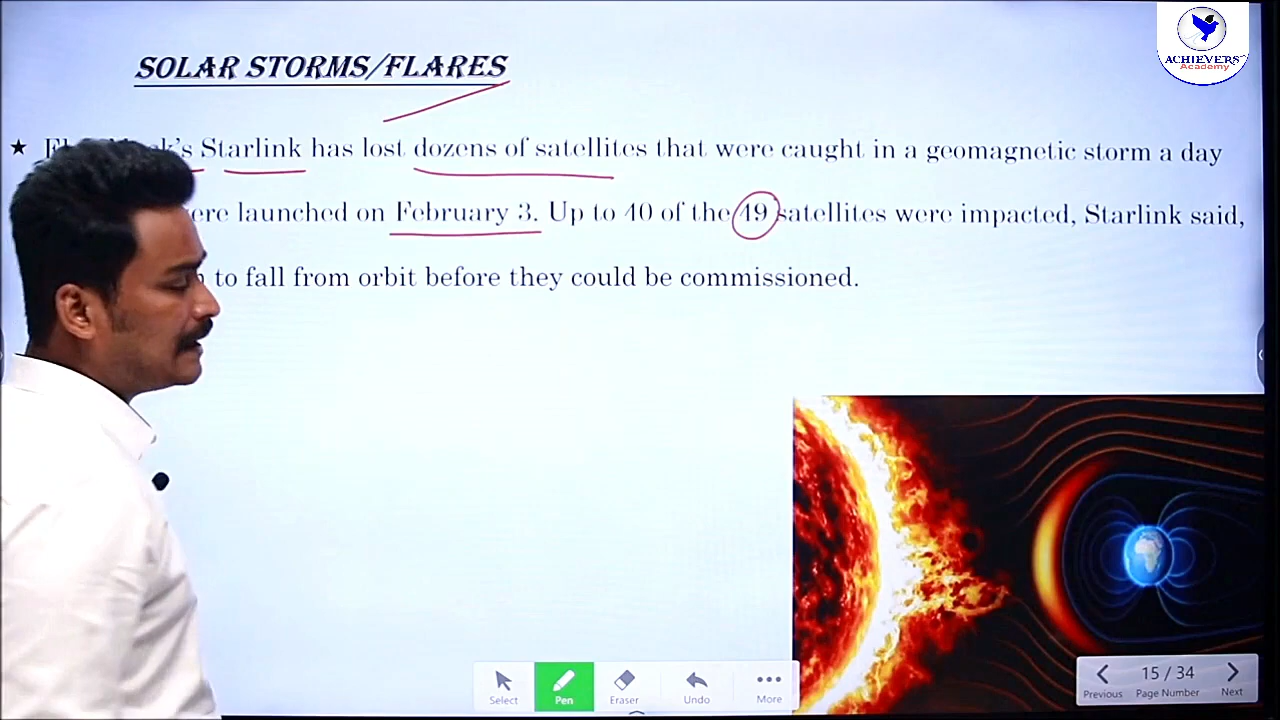 SOLAR STORMS/FLARES
ACHIEVERS
Academy
★ Starlink has lost dozens of satellites that were caught in a geomagnetic storm a day
launched on February 3. Up to 40 of the 49 satellites were impacted, Starlink said,
to fall from orbit before they could be commissioned.
Select
Pen
Eraser
Undo
More
15 / 34
Previous
Page Number
Next